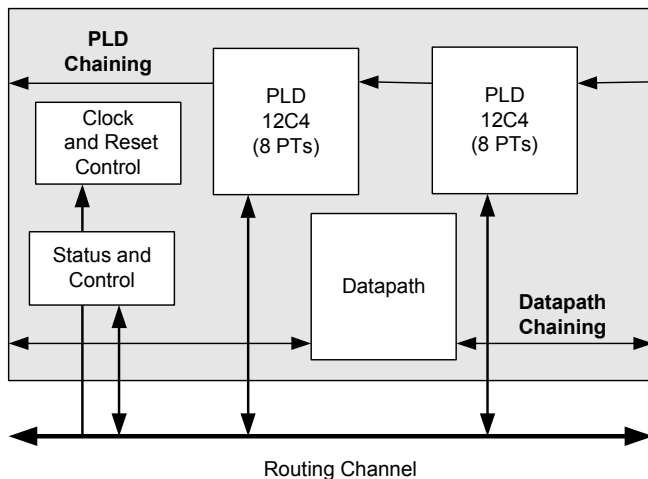 PLD
Chaining
PLD
12C4
(8 PTs)
PLD
12C4
(8 PTs)
Clock
and Reset
Control
Status and
Control
Datapath
Datapath
Chaining
Routing Channel